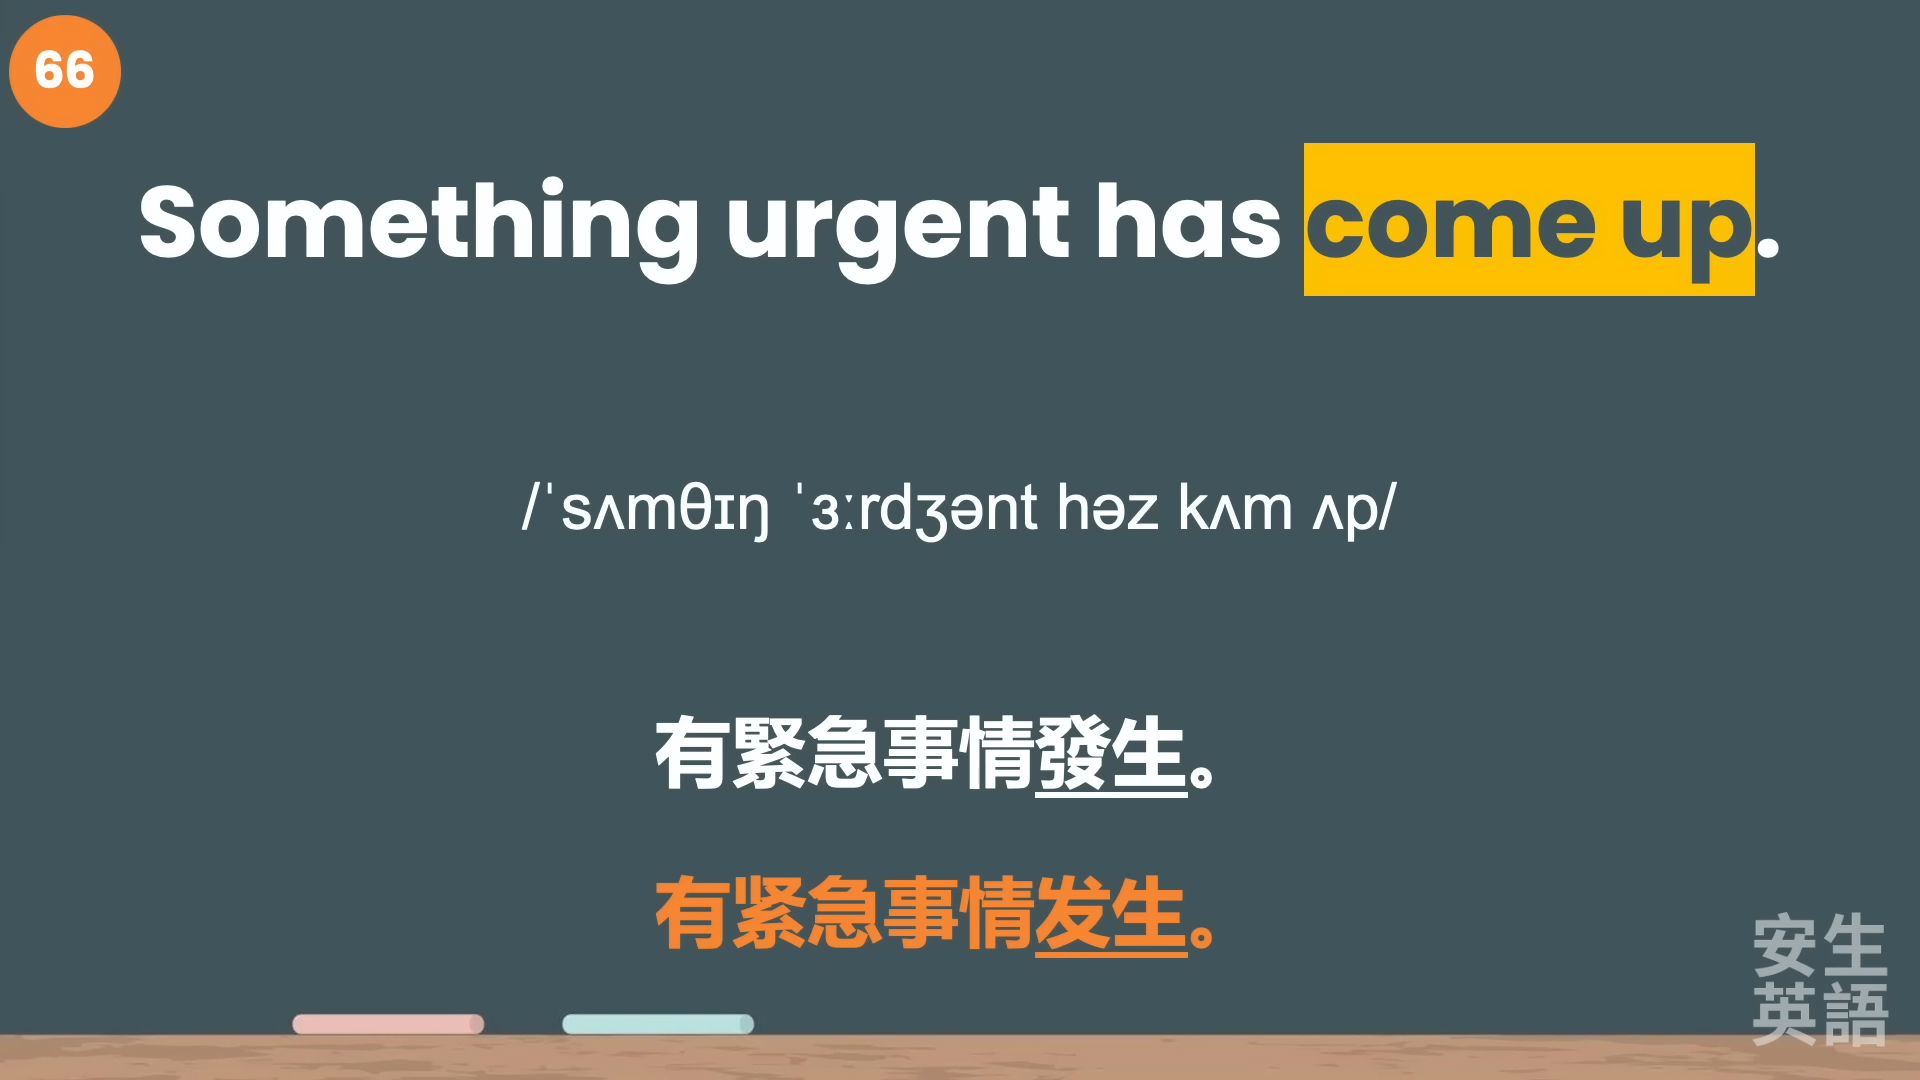 66
Something urgent has come up.
/ˈsʌmθɪŋ ˈɜːrdʒənt həz kʌm ʌp/
有緊急事情發生。
有紧急事情发生。
安生
英語